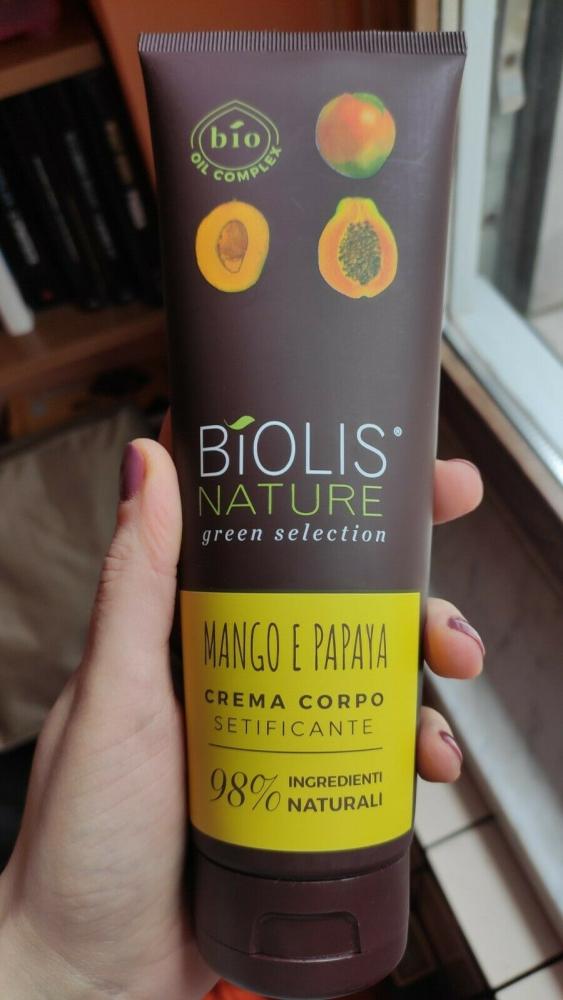 bio
OIL COMPLEX
BiOLIS®
NATURE
green selection
MANGO E PAPAYA
CREMA CORPO
SETIFICANTE
98% INGREDIENTI
NATURALI